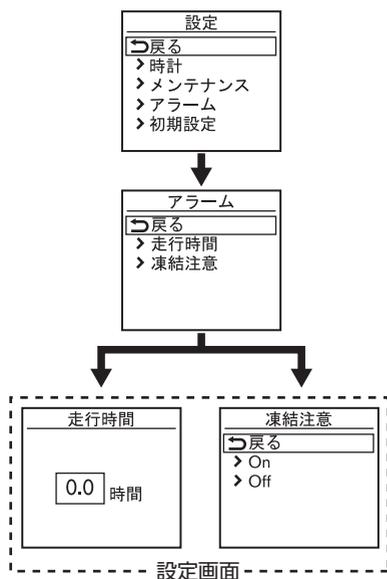 設定
戻る
時計
メンテナンス
アラーム
初期設定
アラーム
戻る
走行時間
凍結注意
走行時間
0.0 時間
凍結注意
戻る
On
Off
設定画面